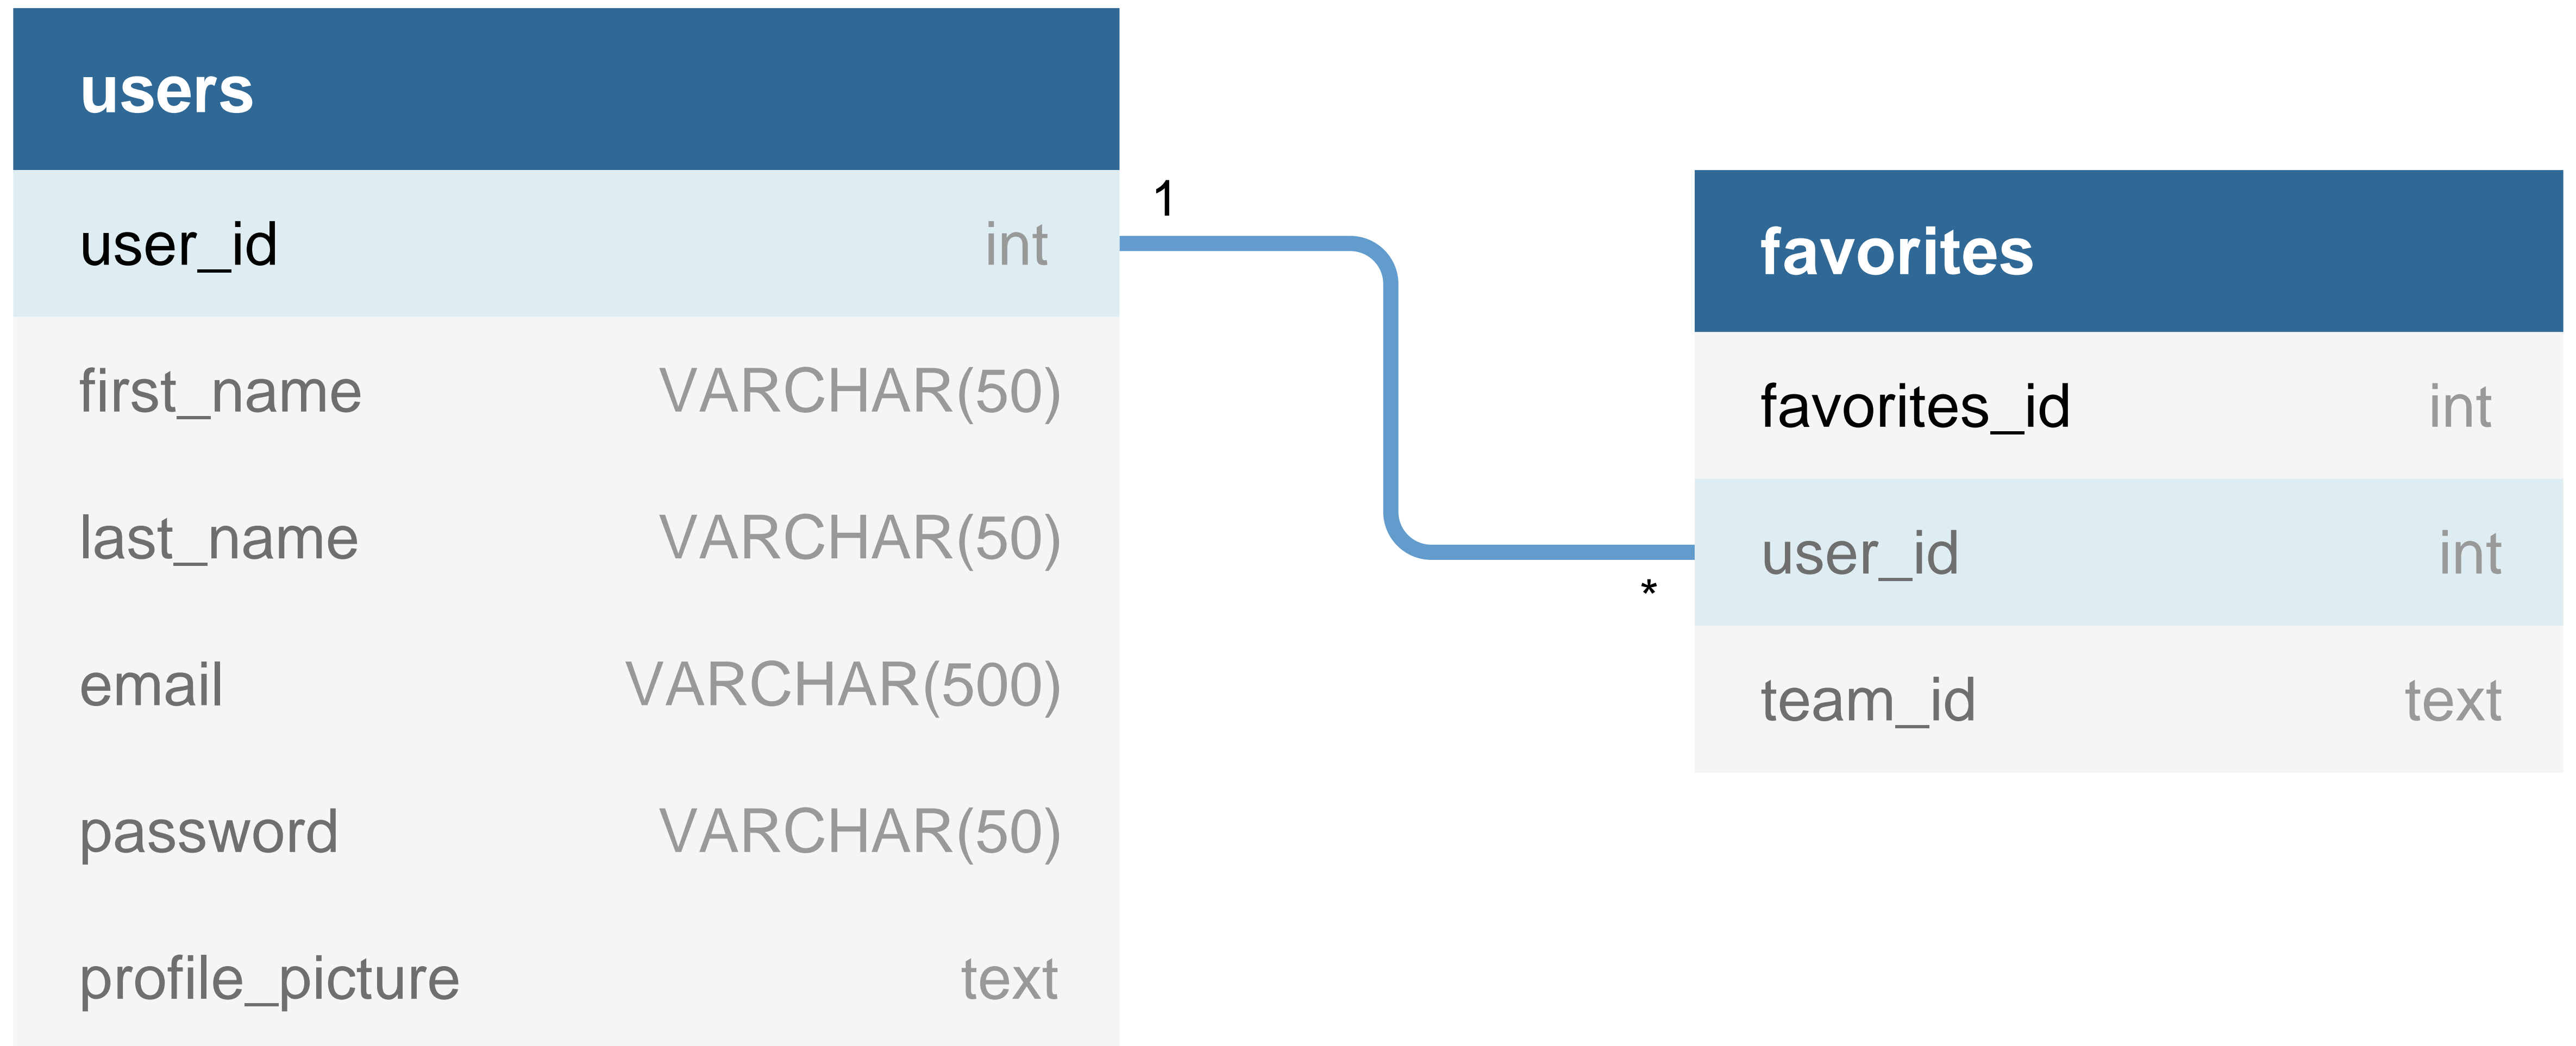 users
user_id int
first_name VARCHAR(50)
last_name VARCHAR(50)
email VARCHAR(500)
password VARCHAR(50)
profile_picture text
1
*
favorites
favorites_id int
user_id int
team_id text